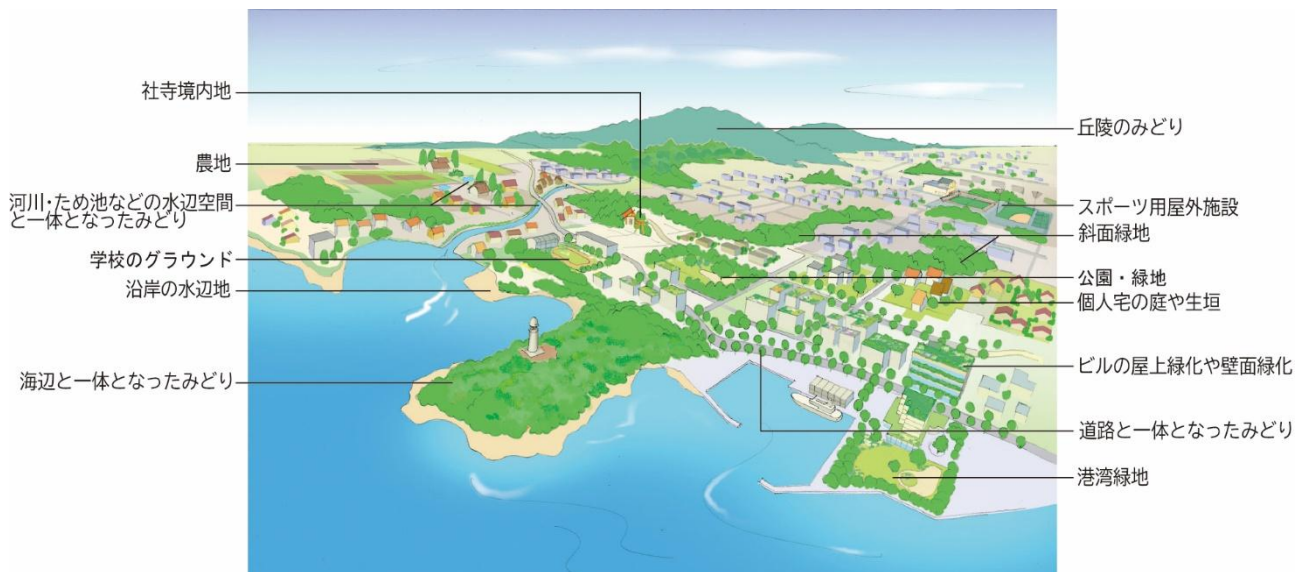 社寺境内地
農地
河川・ため池などの水辺空間
と一体となったみどり
学校のグラウンド
沿岸の水辺地
海辺と一体となったみどり
丘陵のみどり
スポーツ用屋外施設
斜面緑地
公園・緑地
個人宅の庭や生垣
ビルの屋上緑化や壁面緑化
道路と一体となったみどり
港湾緑地